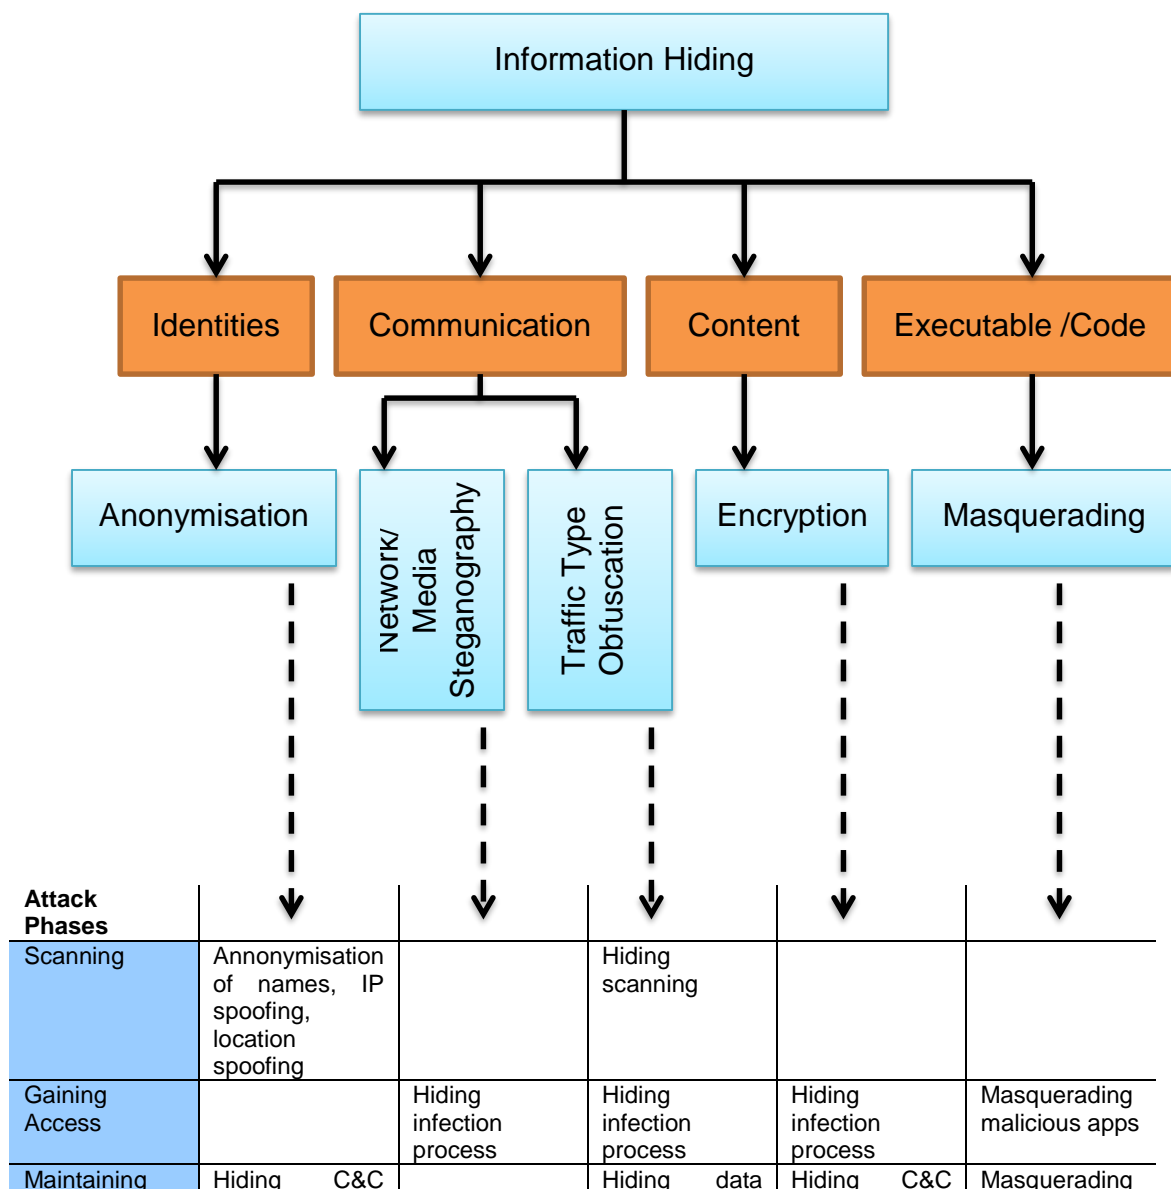 Information Hiding
Identities
Communication
Content
Executable /Code
Anonymisation
Network/
Media
Steganography
Traffic Type
Obfuscation
Encryption
Masquerading
Attack
Phases
Scanning
Annonymisation
of names, IP
spoofing,
location
spoofing
Hiding
scanning
Gaining
Access
Hiding
infection
process
Hiding
infection
process
Hiding
infection
process
Masquerading
malicious apps
Maintaining
Hiding C&C
Hiding data
Hiding C&C
Masquerading